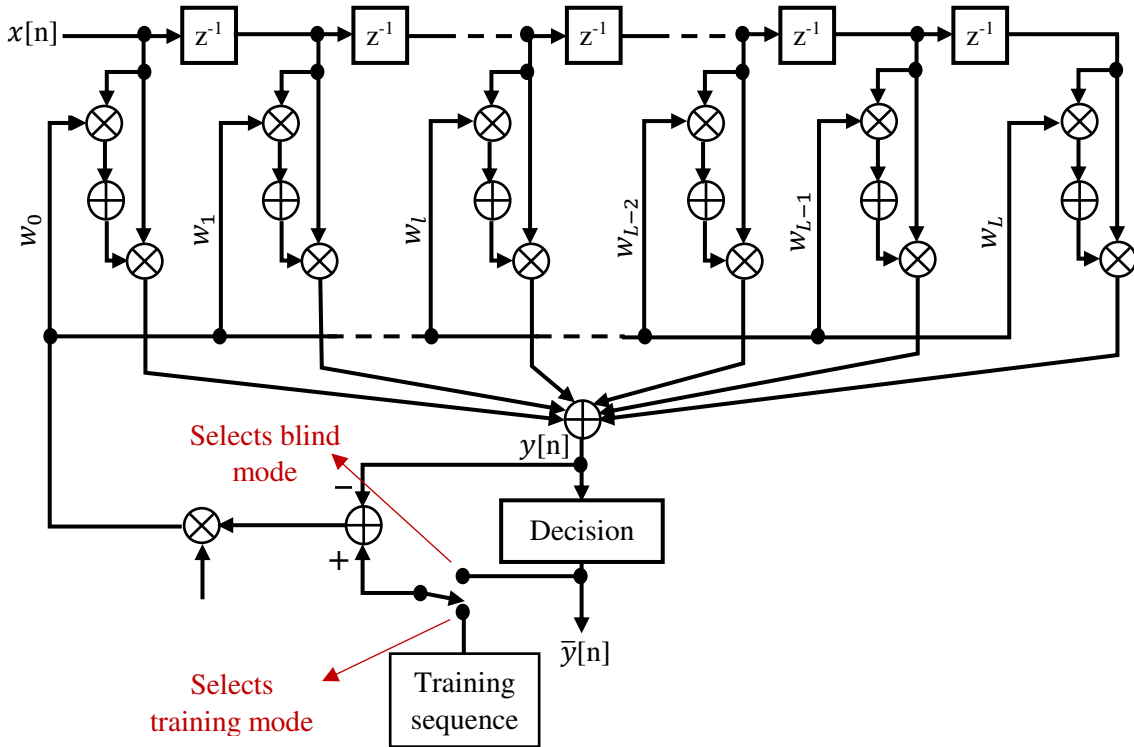 x[n]
z⁻¹
z⁻¹
z⁻¹
z⁻¹
z⁻¹
w₀
w₁
wₗ
w_{L−2}
w_{L−1}
w_L
y[n]
Selects blind
mode
−
+
Decision
ȳ[n]
Selects
training mode
Training
sequence